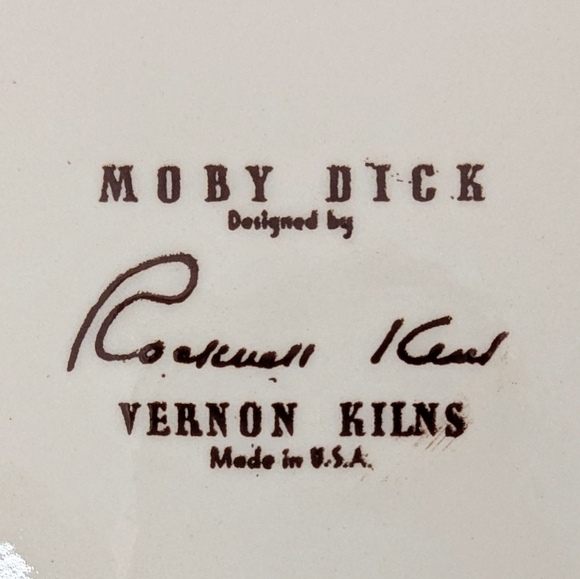 MOBY DICK
Designed by
Rockwell Kent
VERNON KILNS
Made in U.S.A.